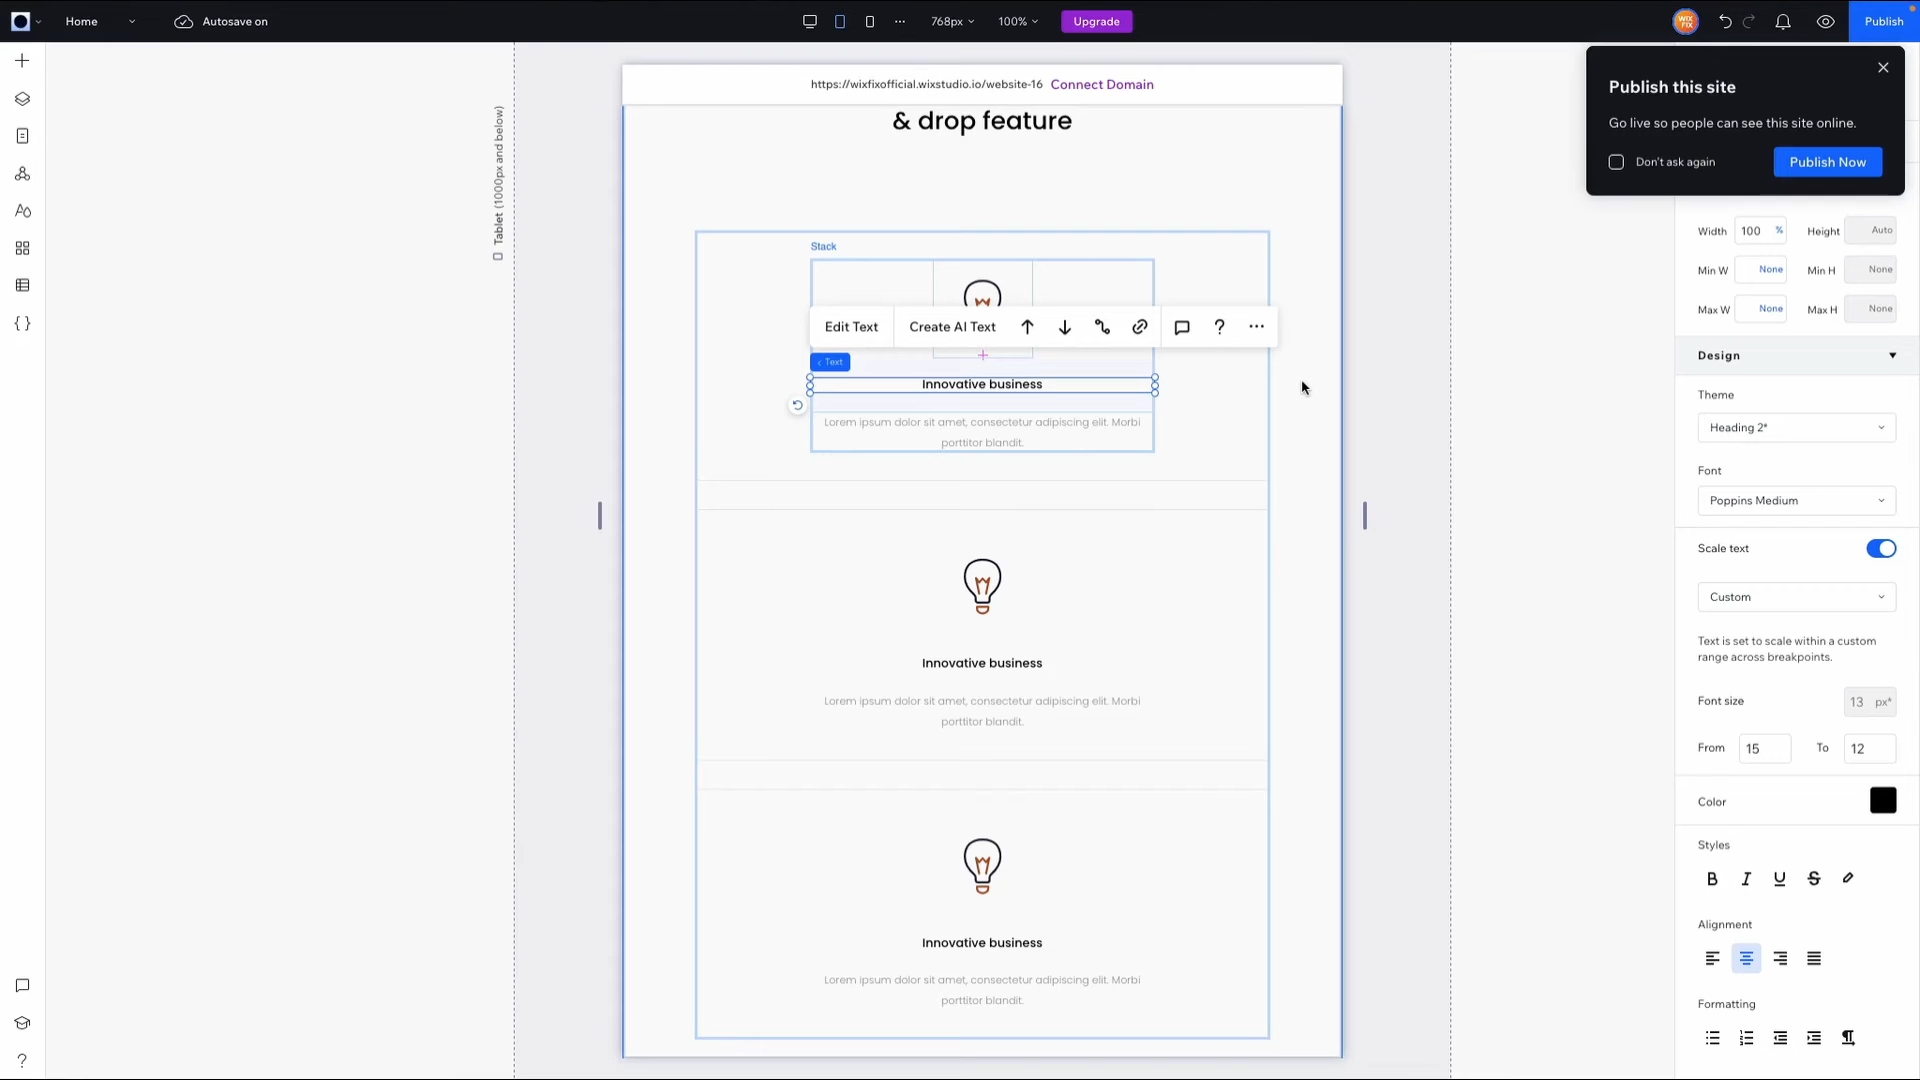 Home
Autosave on
768px
100%
Upgrade
WIX
FIX
Publish
https://wixfixofficial.wixstudio.io/website-16 Connect Domain
Publish this site
Go live so people can see this site online.
Don't ask again
Publish Now
Tablet (1000px and below)
& drop feature
Stack
Edit Text
Create AI Text
?
< Text
Innovative business
Lorem ipsum dolor sit amet, consectetur adipiscing elit. Morbi
porttitor blandit.
Innovative business
Lorem ipsum dolor sit amet, consectetur adipiscing elit. Morbi
porttitor blandit.
Innovative business
Lorem ipsum dolor sit amet, consectetur adipiscing elit. Morbi
porttitor blandit.
Width 100 % Height Auto
Min W None Min H None
Max W None Max H None
Design
Theme
Heading 2*
Font
Poppins Medium
Scale text
Custom
Text is set to scale within a custom
range across breakpoints.
Font size 13 px*
From 15 To 12
Color
Styles
B I U S
Alignment
Formatting
?